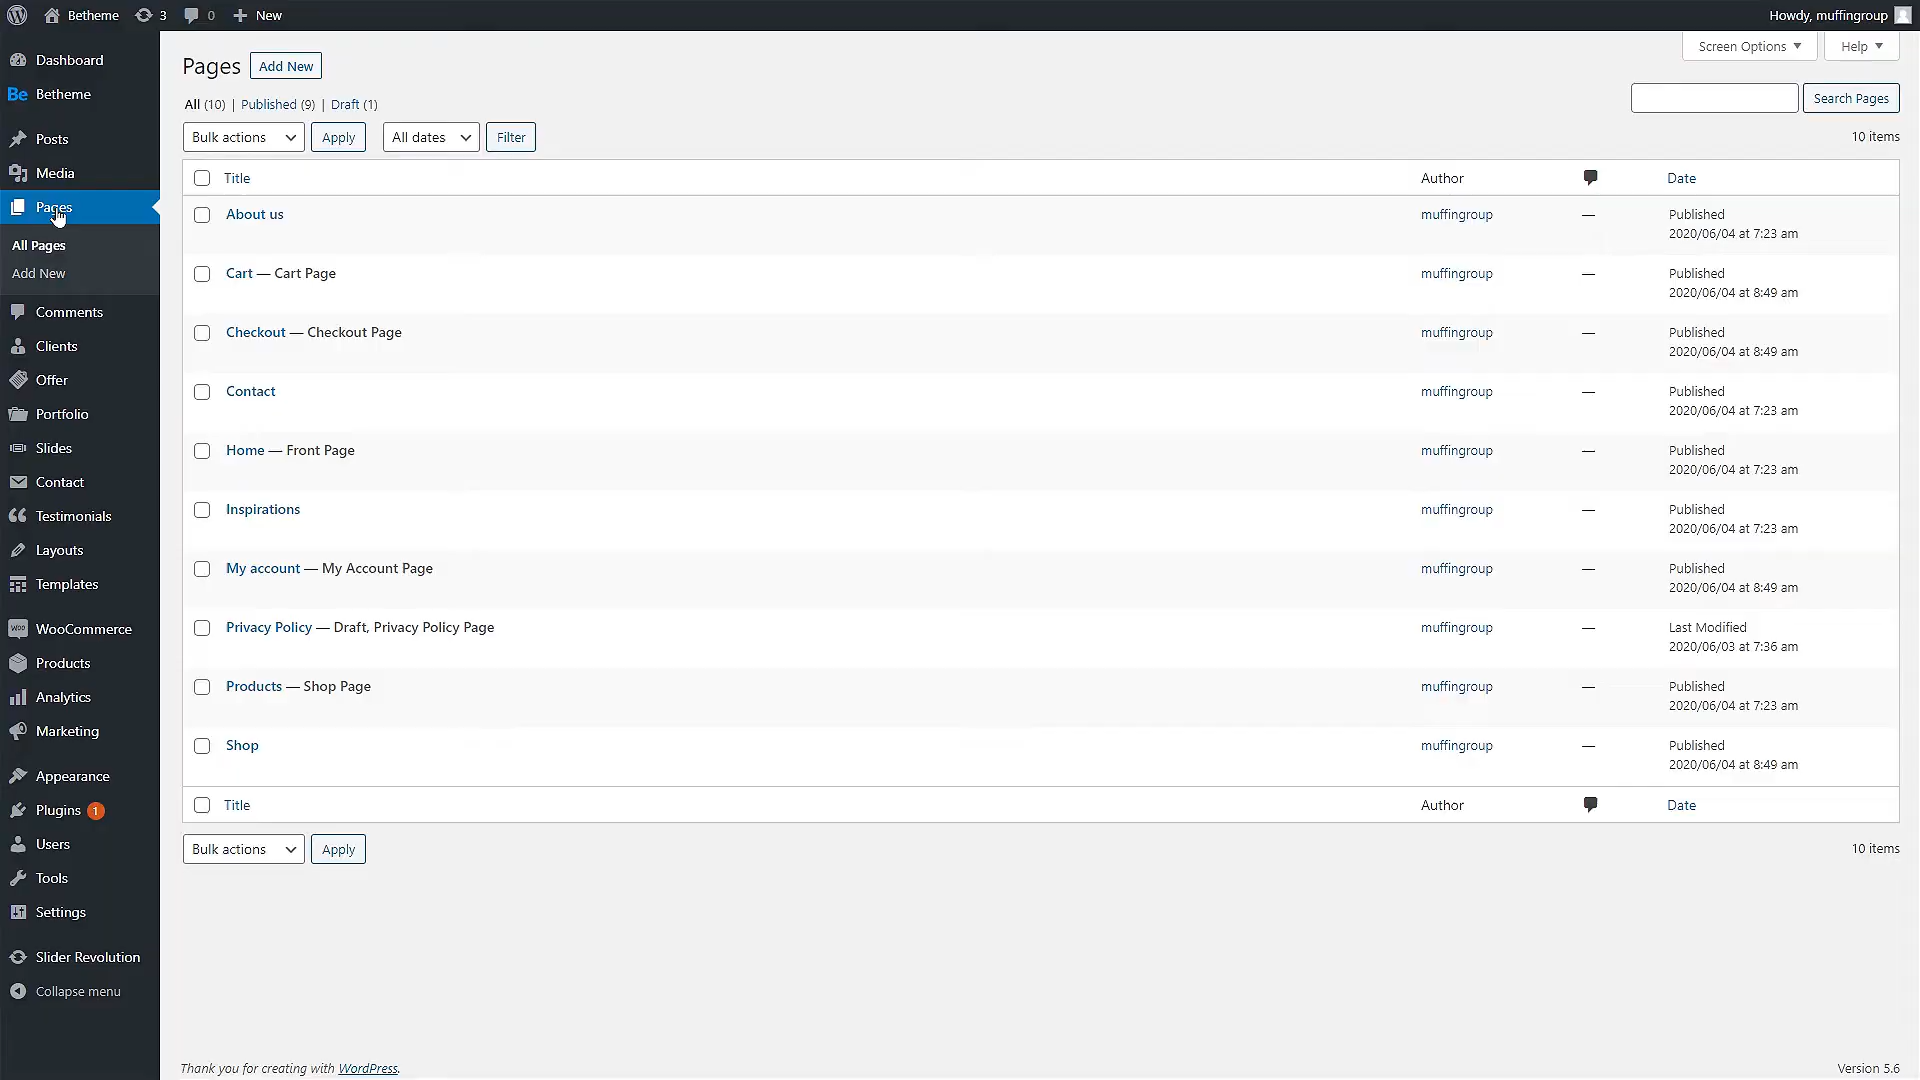 Betheme 3 0 New Howdy, muffingroup
Dashboard
Be Betheme
Posts
Media
Pages
All Pages
Add New
Comments
Clients
Offer
Portfolio
Slides
Contact
Testimonials
Layouts
Templates
Woo WooCommerce
Products
Analytics
Marketing
Appearance
Plugins 1
Users
Tools
Settings
Slider Revolution
Collapse menu
Screen Options Help
Pages Add New
All (10) | Published (9) | Draft (1)
Search Pages
Bulk actions Apply All dates Filter 10 items
Title Author Date
About us muffingroup — Published
2020/06/04 at 7:23 am
Cart — Cart Page muffingroup — Published
2020/06/04 at 8:49 am
Checkout — Checkout Page muffingroup — Published
2020/06/04 at 8:49 am
Contact muffingroup — Published
2020/06/04 at 7:23 am
Home — Front Page muffingroup — Published
2020/06/04 at 7:23 am
Inspirations muffingroup — Published
2020/06/04 at 7:23 am
My account — My Account Page muffingroup — Published
2020/06/04 at 8:49 am
Privacy Policy — Draft, Privacy Policy Page muffingroup — Last Modified
2020/06/03 at 7:36 am
Products — Shop Page muffingroup — Published
2020/06/04 at 7:23 am
Shop muffingroup — Published
2020/06/04 at 8:49 am
Title Author Date
Bulk actions Apply 10 items
Thank you for creating with WordPress. Version 5.6